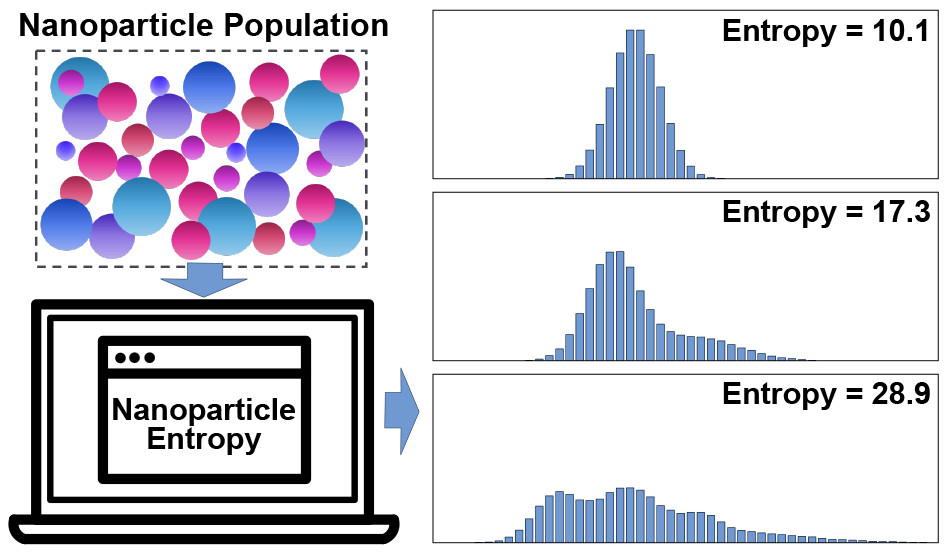 Nanoparticle Population
Nanoparticle
Entropy
Entropy = 10.1
Entropy = 17.3
Entropy = 28.9